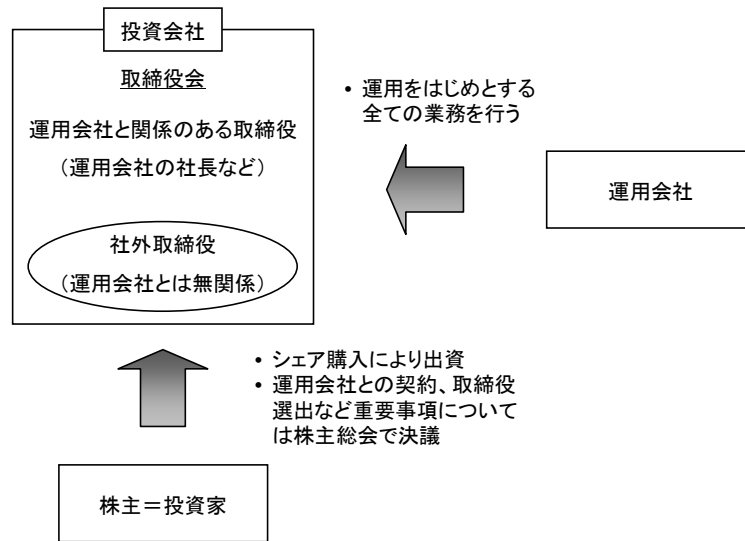 投資会社
取締役会
運用会社と関係のある取締役
（運用会社の社長など）
社外取締役
（運用会社とは無関係）
• 運用をはじめとする
全ての業務を行う
運用会社
• シェア購入により出資
• 運用会社との契約、取締役
選出など重要事項について
は株主総会で決議
株主＝投資家